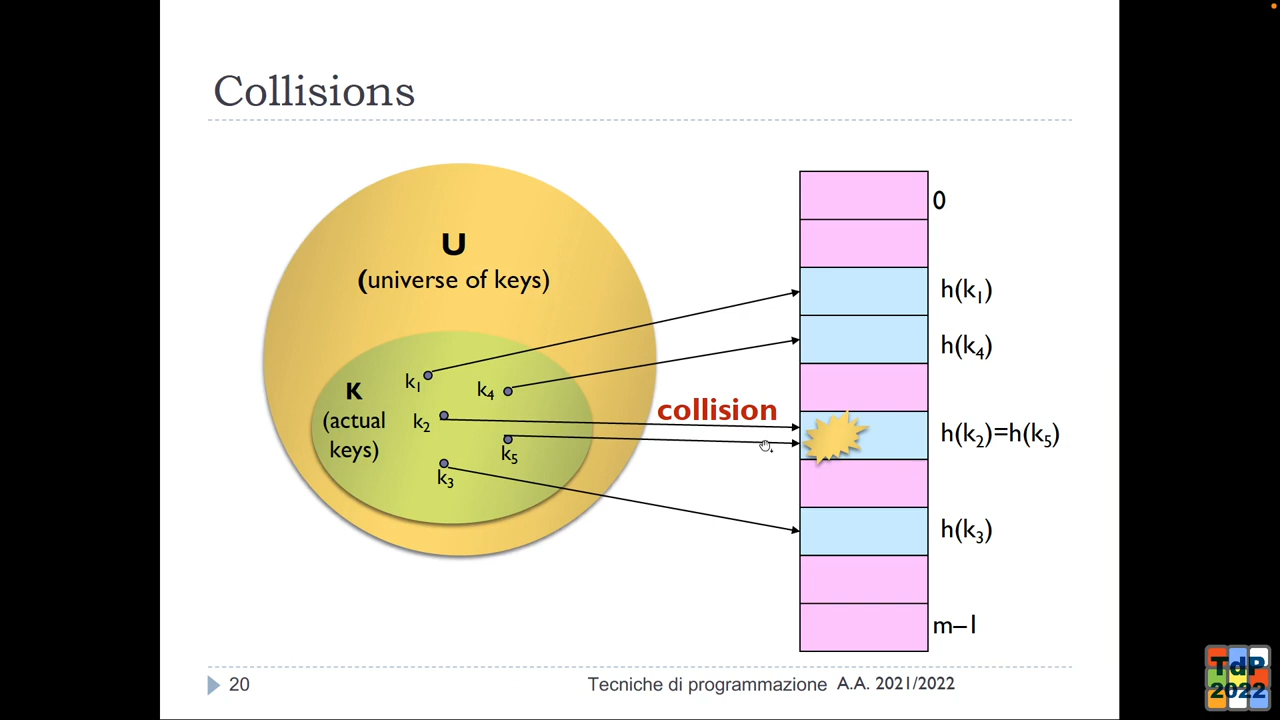 Collisions
U
(universe of keys)
K
(actual
keys)
k1
k4
k2
k5
k3
collision
0
h(k1)
h(k4)
h(k2)=h(k5)
h(k3)
m–1
20
Tecniche di programmazione A.A. 2021/2022
TdP
2022